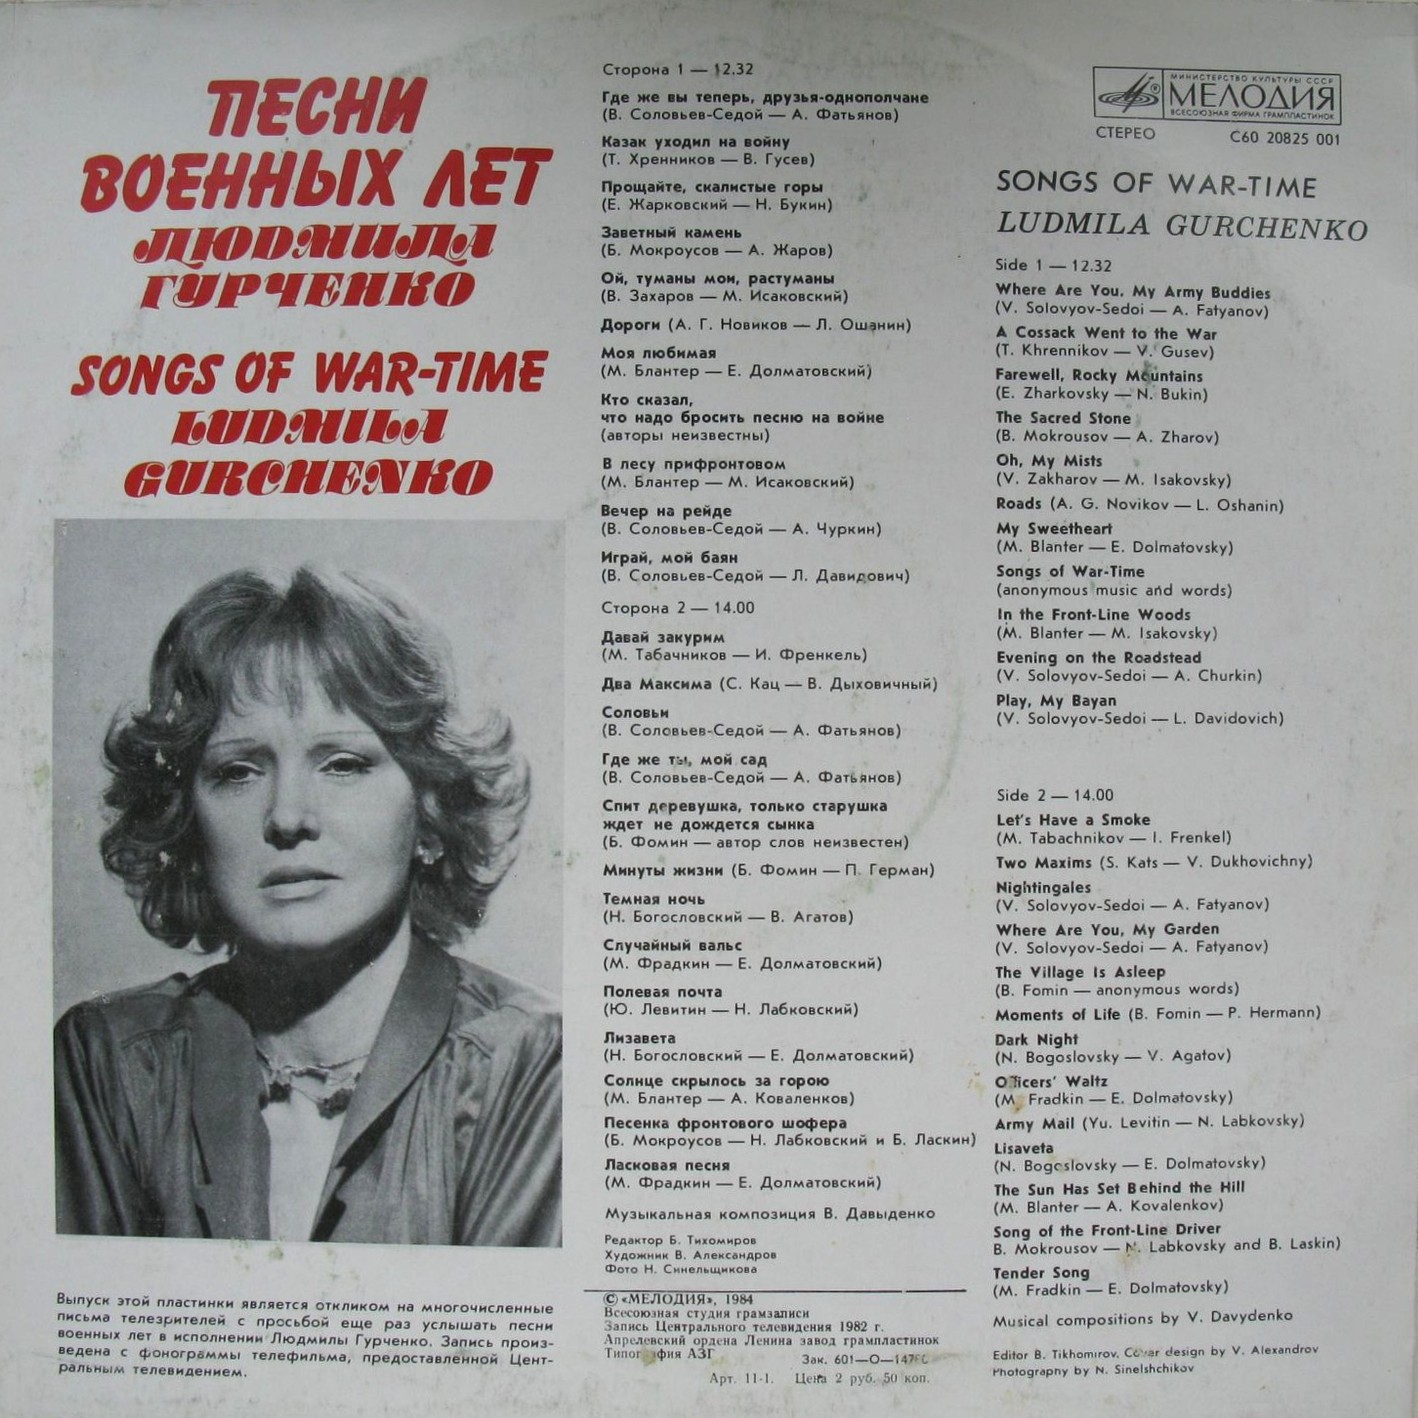 ПЕСНИ
ВОЕННЫХ ЛЕТ
ЛЮДМИЛА
ГУРЧЕНКО
SONGS OF WAR-TIME
LUDMILA
GURCHENKO
Выпуск этой пластинки является откликом на многочисленные
письма телезрителей с просьбой еще раз услышать песни
военных лет в исполнении Людмилы Гурченко. Запись произ-
ведена с фонограммы телефильма, предоставленной Цент-
ральным телевидением.
Сторона 1 — 12.32
Где же вы теперь, друзья-однополчане
(В. Соловьев-Седой — А. Фатьянов)
Казак уходил на войну
(Т. Хренников — В. Гусев)
Прощайте, скалистые горы
(Е. Жарковский — Н. Букин)
Заветный камень
(Б. Мокроусов — А. Жаров)
Ой, туманы мои, растуманы
(В. Захаров — М. Исаковский)
Дороги (А. Г. Новиков — Л. Ошанин)
Моя любимая
(М. Блантер — Е. Долматовский)
Кто сказал,
что надо бросить песню на войне
(авторы неизвестны)
В лесу прифронтовом
(М. Блантер — М. Исаковский)
Вечер на рейде
(В. Соловьев-Седой — А. Чуркин)
Играй, мой баян
(В. Соловьев-Седой — Л. Давидович)
Сторона 2 — 14.00
Давай закурим
(М. Табачников — И. Френкель)
Два Максима (С. Кац — В. Дыховичный)
Соловьи
(В. Соловьев-Седой — А. Фатьянов)
Где же ты, мой сад
(В. Соловьев-Седой — А. Фатьянов)
Спит деревушка, только старушка
ждет не дождется сынка
(Б. Фомин — автор слов неизвестен)
Минуты жизни (Б. Фомин — П. Герман)
Темная ночь
(Н. Богословский — В. Агатов)
Случайный вальс
(М. Фрадкин — Е. Долматовский)
Полевая почта
(Ю. Левитин — Н. Лабковский)
Лизавета
(Н. Богословский — Е. Долматовский)
Солнце скрылось за горою
(М. Блантер — А. Коваленков)
Песенка фронтового шофера
(Б. Мокроусов — Н. Лабковский и Б. Ласкин)
Ласковая песня
(М. Фрадкин — Е. Долматовский)
Музыкальная композиция В. Давыденко
Редактор Б. Тихомиров
Художник В. Александров
Фото Н. Синельщикова
© «МЕЛОДИЯ», 1984
Всесоюзная студия грамзаписи
Запись Центрального телевидения 1982 г.
Апрелевский ордена Ленина завод грампластинок
Типография АЗГ
Зак. 601—О—
Арт. 11-1. Цена 2 руб. 50 коп.
МИНИСТЕРСТВО КУЛЬТУРЫ СССР
МЕЛОДИЯ
ВСЕСОЮЗНАЯ ФИРМА ГРАМПЛАСТИНОК
СТЕРЕО С60 20825 001
SONGS OF WAR-TIME
LUDMILA GURCHENKO
Side 1 — 12.32
Where Are You, My Army Buddies
(V. Solovyov-Sedoi — A. Fatyanov)
A Cossack Went to the War
(T. Khrennikov — V. Gusev)
Farewell, Rocky Mountains
(E. Zharkovsky — N. Bukin)
The Sacred Stone
(B. Mokrousov — A. Zharov)
Oh, My Mists
(V. Zakharov — M. Isakovsky)
Roads (A. G. Novikov — L. Oshanin)
My Sweetheart
(M. Blanter — E. Dolmatovsky)
Songs of War-Time
(anonymous music and words)
In the Front-Line Woods
(M. Blanter — M. Isakovsky)
Evening on the Roadstead
(V. Solovyov-Sedoi — A. Churkin)
Play, My Bayan
(V. Solovyov-Sedoi — L. Davidovich)
Side 2 — 14.00
Let's Have a Smoke
(M. Tabachnikov — I. Frenkel)
Two Maxims (S. Kats — V. Dukhovichny)
Nightingales
(V. Solovyov-Sedoi — A. Fatyanov)
Where Are You, My Garden
(V. Solovyov-Sedoi — A. Fatyanov)
The Village Is Asleep
(B. Fomin — anonymous words)
Moments of Life (B. Fomin — P. Hermann)
Dark Night
(N. Bogoslovsky — V. Agatov)
Officers' Waltz
(M. Fradkin — E. Dolmatovsky)
Army Mail (Yu. Levitin — N. Labkovsky)
Lisaveta
(N. Bogoslovsky — E. Dolmatovsky)
The Sun Has Set Behind the Hill
(M. Blanter — A. Kovalenkov)
Song of the Front-Line Driver
B. Mokrousov — N. Labkovsky and B. Laskin)
Tender Song
(M. Fradkin — E. Dolmatovsky)
Musical compositions by V. Davydenko
Editor B. Tikhomirov. Cover design by V. Alexandrov
Photography by N. Sinelshchikov